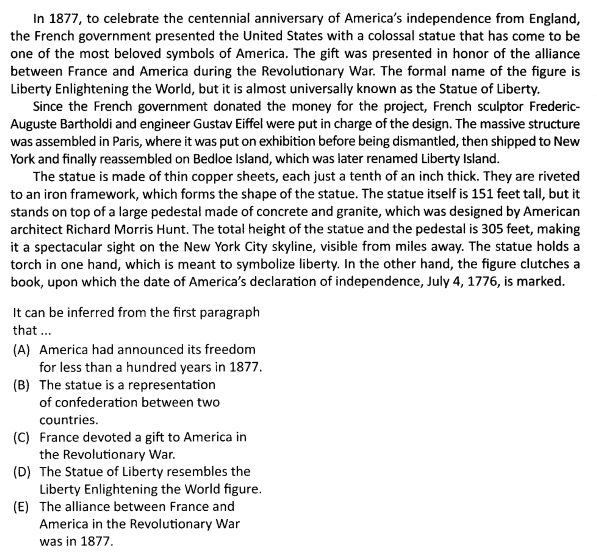 In 1877, to celebrate the centennial anniversary of America's independence from England,
the French government presented the United States with a colossal statue that has come to be
one of the most beloved symbols of America. The gift was presented in honor of the alliance
between France and America during the Revolutionary War. The formal name of the figure is
Liberty Enlightening the World, but it is almost universally known as the Statue of Liberty.
Since the French government donated the money for the project, French sculptor Frederic-
Auguste Bartholdi and engineer Gustav Eiffel were put in charge of the design. The massive structure
was assembled in Paris, where it was put on exhibition before being dismantled, then shipped to New
York and finally reassembled on Bedloe Island, which was later renamed Liberty Island.
The statue is made of thin copper sheets, each just a tenth of an inch thick. They are riveted
to an iron framework, which forms the shape of the statue. The statue itself is 151 feet tall, but it
stands on top of a large pedestal made of concrete and granite, which was designed by American
architect Richard Morris Hunt. The total height of the statue and the pedestal is 305 feet, making
it a spectacular sight on the New York City skyline, visible from miles away. The statue holds a
torch in one hand, which is meant to symbolize liberty. In the other hand, the figure clutches a
book, upon which the date of America's declaration of independence, July 4, 1776, is marked.
It can be inferred from the first paragraph
that ...
(A) America had announced its freedom
for less than a hundred years in 1877.
(B) The statue is a representation
of confederation between two
countries.
(C) France devoted a gift to America in
the Revolutionary War.
(D) The Statue of Liberty resembles the
Liberty Enlightening the World figure.
(E) The alliance between France and
America in the Revolutionary War
was in 1877.